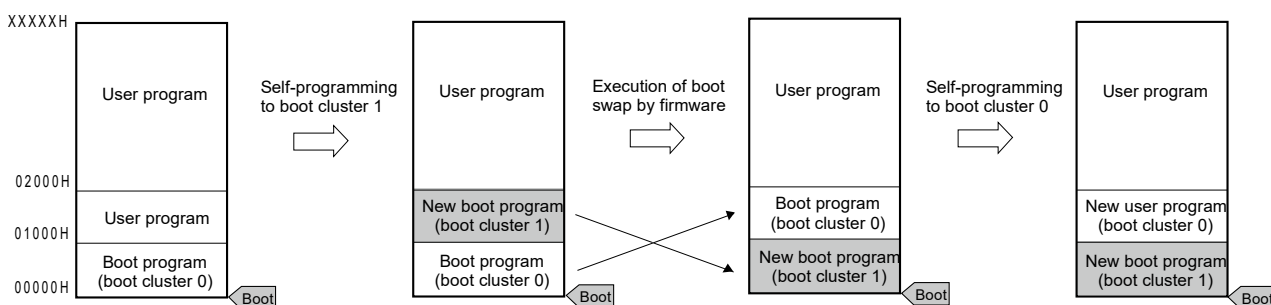 XXXXXH
User program
Self-programming
to boot cluster 1
User program
Execution of boot
swap by firmware
User program
Self-programming
to boot cluster 0
User program
02000H
User program
01000H
Boot program
(boot cluster 0)
00000H
Boot
New boot program
(boot cluster 1)
Boot program
(boot cluster 0)
Boot
Boot program
(boot cluster 0)
New boot program
(boot cluster 1)
Boot
New user program
(boot cluster 0)
New boot program
(boot cluster 1)
Boot